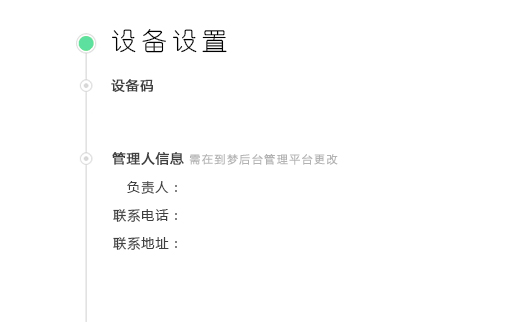 设备设置
设备码
管理人信息 需在到梦后台管理平台更改
负责人：
联系电话：
联系地址：